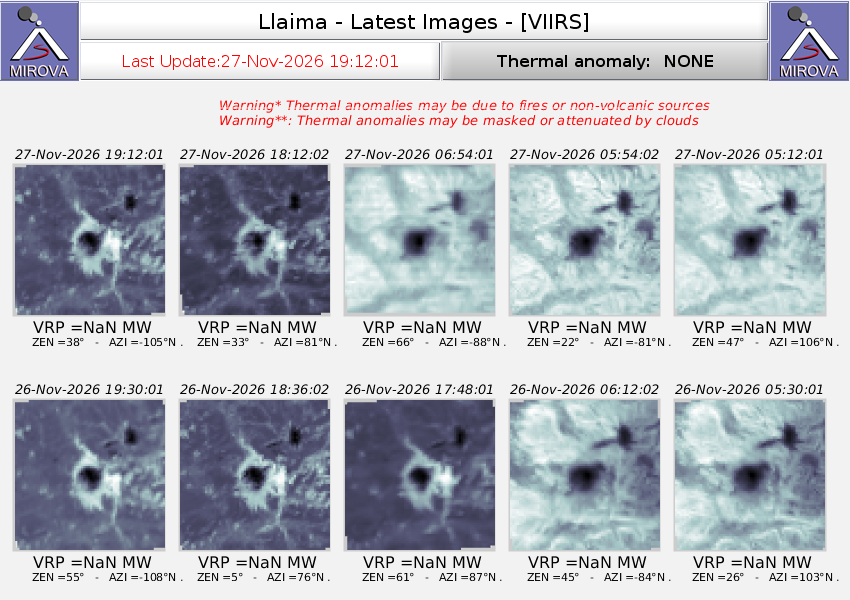 Llaima - Latest Images - [VIIRS]
MIROVA
MIROVA
Last Update:27-Nov-2026 19:12:01
Thermal anomaly: NONE
Warning* Thermal anomalies may be due to fires or non-volcanic sources
Warning**: Thermal anomalies may be masked or attenuated by clouds
27-Nov-2026 19:12:01 27-Nov-2026 18:12:02 27-Nov-2026 06:54:01 27-Nov-2026 05:54:02 27-Nov-2026 05:12:01
VRP =NaN MW VRP =NaN MW VRP =NaN MW VRP =NaN MW VRP =NaN MW
ZEN =38° - AZI =-105°N . ZEN =33° - AZI =81°N . ZEN =66° - AZI =-88°N . ZEN =22° - AZI =-81°N . ZEN =47° - AZI =106°N .
26-Nov-2026 19:30:01 26-Nov-2026 18:36:02 26-Nov-2026 17:48:01 26-Nov-2026 06:12:02 26-Nov-2026 05:30:01
VRP =NaN MW VRP =NaN MW VRP =NaN MW VRP =NaN MW VRP =NaN MW
ZEN =55° - AZI =-108°N . ZEN =5° - AZI =76°N . ZEN =61° - AZI =87°N . ZEN =45° - AZI =-84°N . ZEN =26° - AZI =103°N .